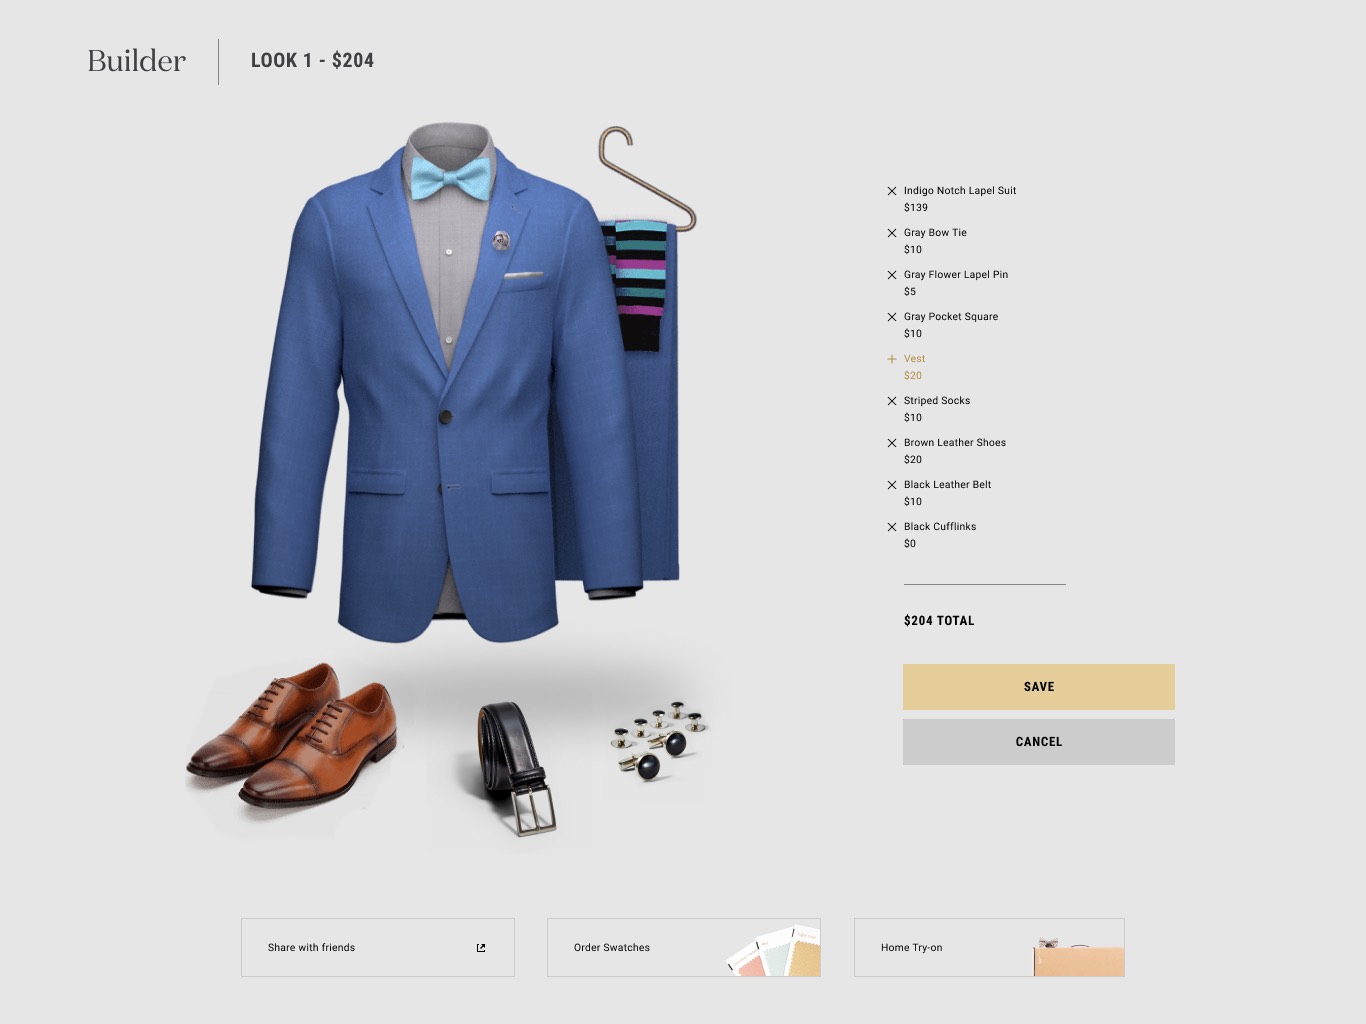 Builder
LOOK 1 - $204
Indigo Notch Lapel Suit
$139
Gray Bow Tie
$10
Gray Flower Lapel Pin
$5
Gray Pocket Square
$10
Vest
$20
Striped Socks
$10
Brown Leather Shoes
$20
Black Leather Belt
$10
Black Cufflinks
$0
$204 TOTAL
SAVE
CANCEL
Share with friends
Order Swatches
Home Try-on